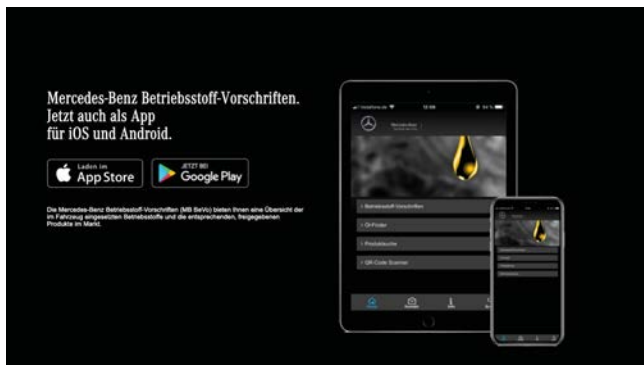 Mercedes-Benz Betriebsstoff-Vorschriften.
Jetzt auch als App
für iOS und Android.
Laden im
App Store
JETZT BEI
Google Play
Die Mercedes-Benz Betriebsstoff-Vorschriften (MB BeVo) bieten Ihnen eine Übersicht der
im Fahrzeug eingesetzten Betriebsstoffe und die entsprechenden, freigegebenen
Produkte im Markt.
Mercedes-Benz
› Betriebsstoff-Vorschriften
› Öl-Finder
› Produktsuche
› QR-Code Scanner